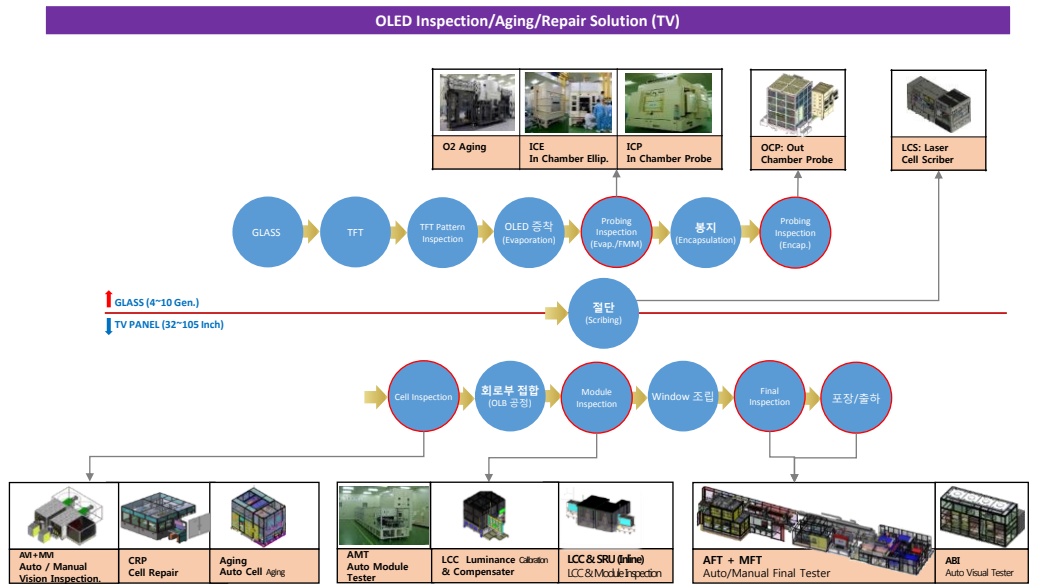 OLED Inspection/Aging/Repair Solution (TV)
O2 Aging
ICE
In Chamber Ellip.
ICP
In Chamber Probe
OCP: Out
Chamber Probe
LCS: Laser
Cell Scriber
GLASS
TFT
TFT Pattern
Inspection
OLED 증착
(Evaporation)
Probing
Inspection
(Evap./FMM)
봉지
(Encapsulation)
Probing
Inspection
(Encap.)
GLASS (4~10 Gen.)
TV PANEL (32~105 Inch)
절단
(Scribing)
Cell Inspection
회로부 접합
(OLB 공정)
Module
Inspection
Window 조립
Final
Inspection
포장/출하
AVI+MVI
Auto / Manual
Vision Inspection.
CRP
Cell Repair
Aging
Auto Cell Aging
AMT
Auto Module
Tester
LCC Luminance Calibration
& Compensater
LCC & SRU (Inline)
LCC & Module Inspection
AFT + MFT
Auto/Manual Final Tester
ABI
Auto Visual Tester